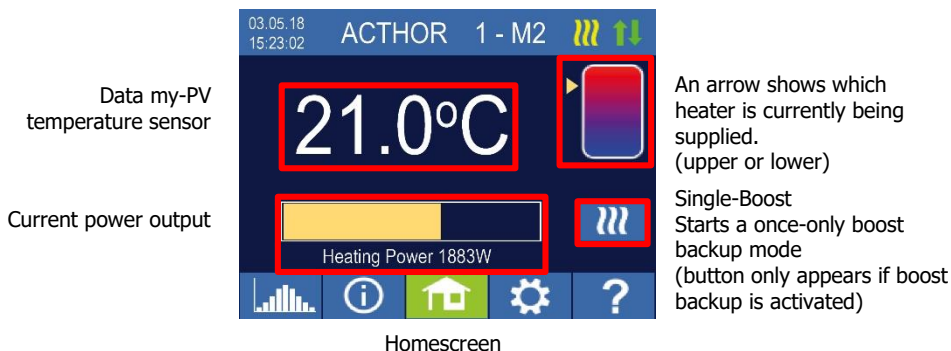 03.05.18
15:23:02
ACTHOR 1 - M2
Data my-PV
temperature sensor
21.0°C
An arrow shows which
heater is currently being
supplied.
(upper or lower)
Current power output
Heating Power 1883W
Single-Boost
Starts a once-only boost
backup mode
(button only appears if boost
backup is activated)
?
Homescreen